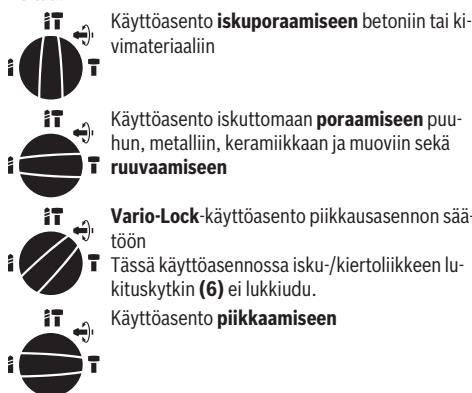 Käyttöasento iskuporaamiseen betoniin tai ki-
vimateriaaliin
Käyttöasento iskuttomaan poraamiseen puu-
hun, metalliin, keramiikkaan ja muoviin sekä
ruuvaamiseen
Vario-Lock-käyttöasento piikkausasennon sää-
töön
Tässä käyttöasennossa isku-/kiertoliikkeen lu-
kituskytkin (6) ei lukkiudu.
Käyttöasento piikkaamiseen